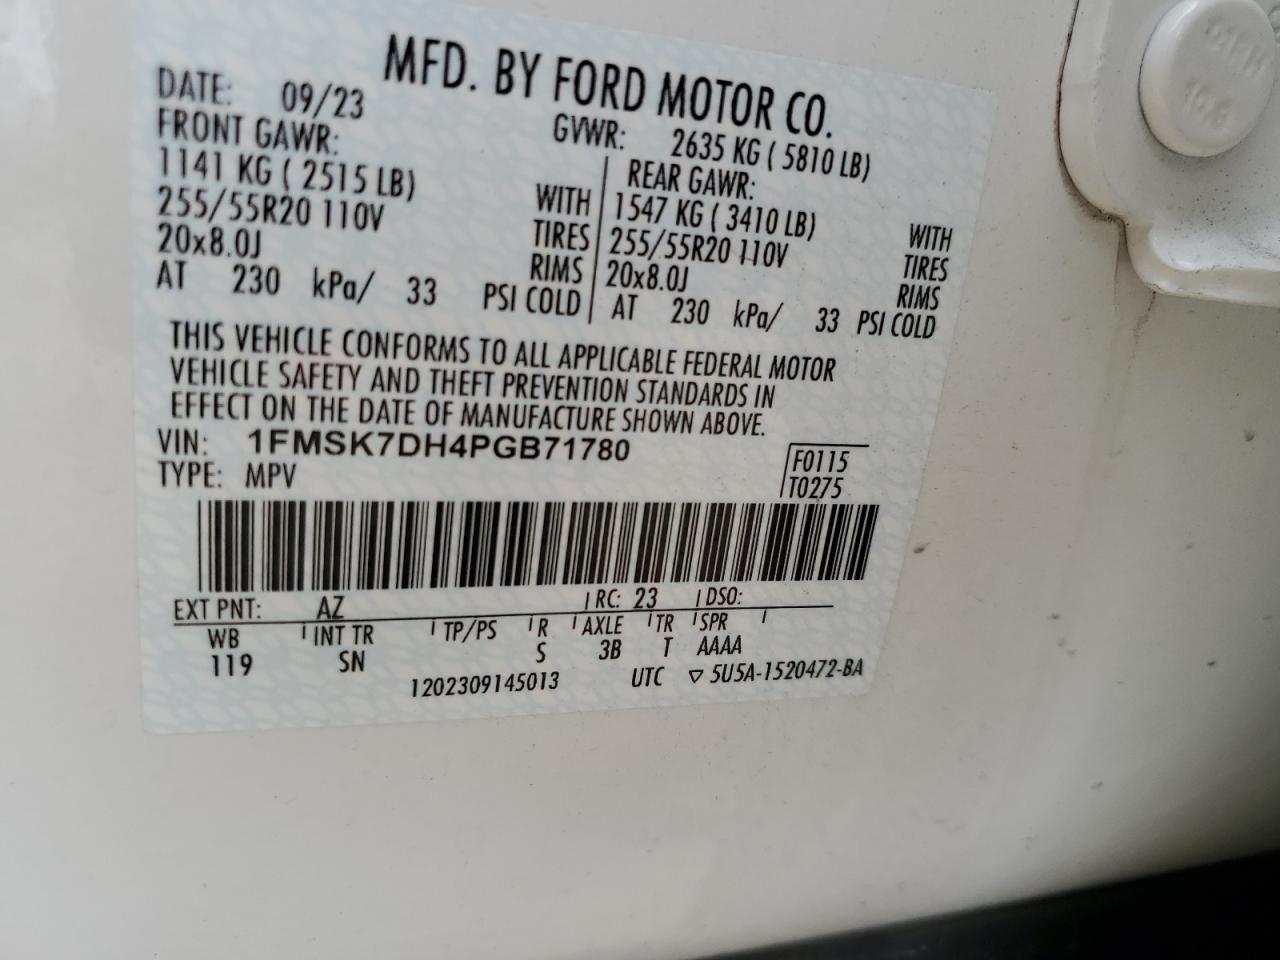 MFD. BY FORD MOTOR CO.
DATE: 09/23 GVWR: 2635 KG ( 5810 LB)
FRONT GAWR: REAR GAWR:
1141 KG ( 2515 LB) WITH 1547 KG ( 3410 LB) WITH
255/55R20 110V TIRES 255/55R20 110V TIRES
20x8.0J RIMS 20x8.0J RIMS
AT 230 kPa/ 33 PSI COLD AT 230 kPa/ 33 PSI COLD
THIS VEHICLE CONFORMS TO ALL APPLICABLE FEDERAL MOTOR
VEHICLE SAFETY AND THEFT PREVENTION STANDARDS IN
EFFECT ON THE DATE OF MANUFACTURE SHOWN ABOVE.
VIN: 1FMSK7DH4PGB71780
TYPE: MPV
F0115
T0275
EXT PNT: AZ RC: 23 DSO:
WB INT TR TP/PS R AXLE TR SPR
119 SN S 3B T AAAA
1202309145013 UTC ▽ 5U5A-1520472-BA